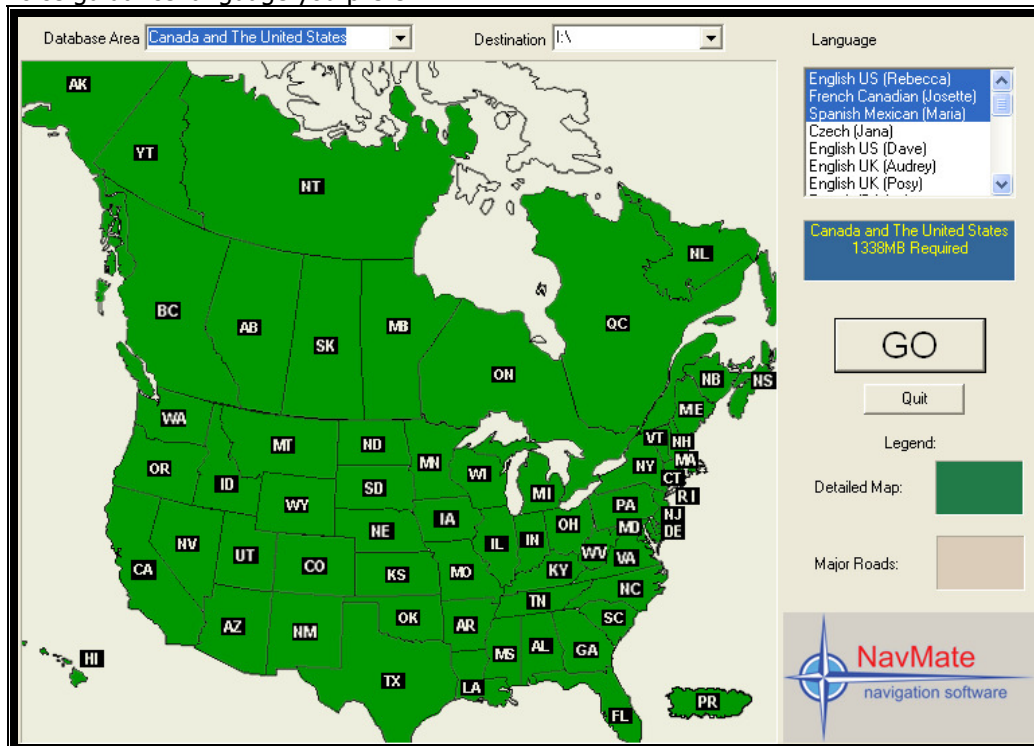 Database Area Canada and The United States Destination I:\ Language
English US (Rebecca)
French Canadian (Josette)
Spanish Mexican (Maria)
Czech (Jana)
English US (Dave)
English UK (Audrey)
English UK (Posy)
Canada and The United States
1338MB Required
GO
Quit
Legend:
Detailed Map:
Major Roads:
NavMate
navigation software
AK
YT
NT
NL
BC
AB
SK
MB
QC
ON
NB
NS
ME
WA
MT
ND
MN
VT
NH
OR
ID
SD
WI
NY
MA
CT
RI
WY
MI
PA
NJ
IA
NE
OH
MD
DE
NV
UT
IL
IN
WV
VA
CA
CO
KS
MO
KY
NC
TN
AZ
NM
OK
AR
SC
MS
AL
GA
HI
TX
LA
FL
PR